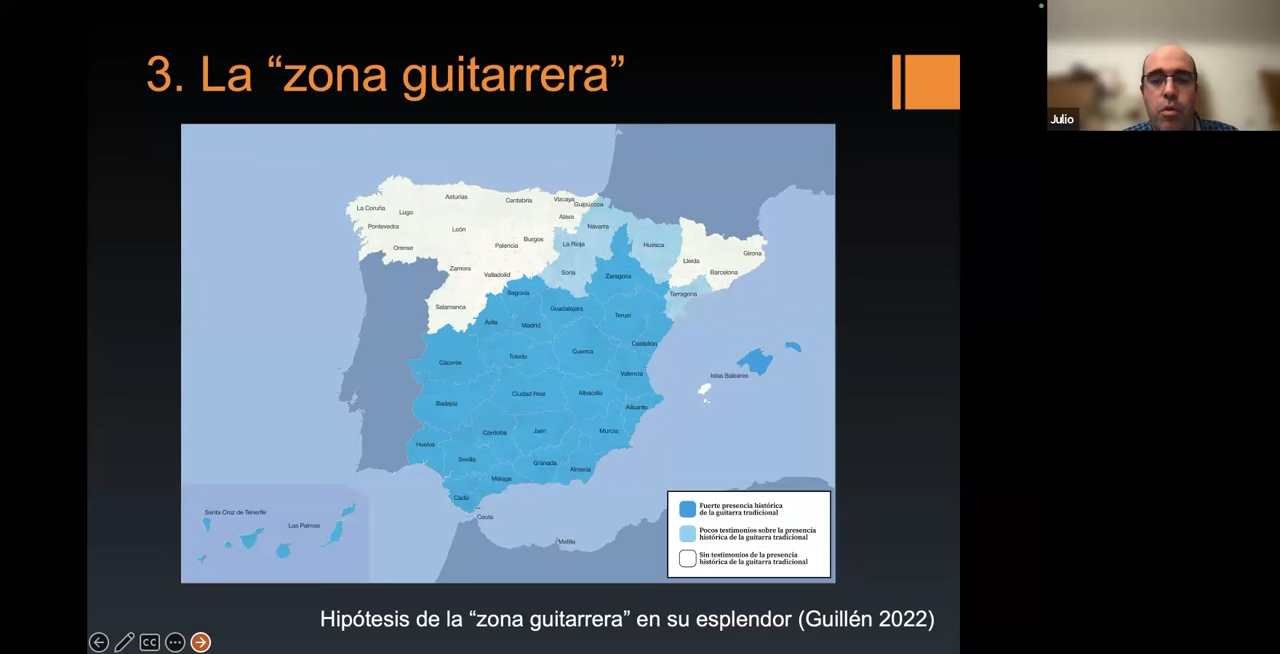 3. La “zona guitarrera”
Julio
Asturias
Cantabria
Vizcaya
Guipúzcoa
La Coruña
Lugo
Alava
Pontevedra
León
Navarra
Burgos
La Rioja
Orense
Palencia
Huesca
Girona
Lleida
Zamora
Valladolid
Soria
Zaragoza
Barcelona
Segovia
Tarragona
Salamanca
Guadalajara
Ávila
Madrid
Teruel
Castellón
Cáceres
Toledo
Cuenca
Valencia
Islas Baleares
Badajoz
Ciudad Real
Albacete
Alicante
Huelva
Córdoba
Jaén
Murcia
Sevilla
Granada
Almería
Málaga
Cádiz
Ceuta
Melilla
Santa Cruz de Tenerife
Las Palmas
Fuerte presencia histórica
de la guitarra tradicional
Pocos testimonios sobre la presencia
histórica de la guitarra tradicional
Sin testimonios de la presencia
histórica de la guitarra tradicional
Hipótesis de la “zona guitarrera” en su esplendor (Guillén 2022)
CC